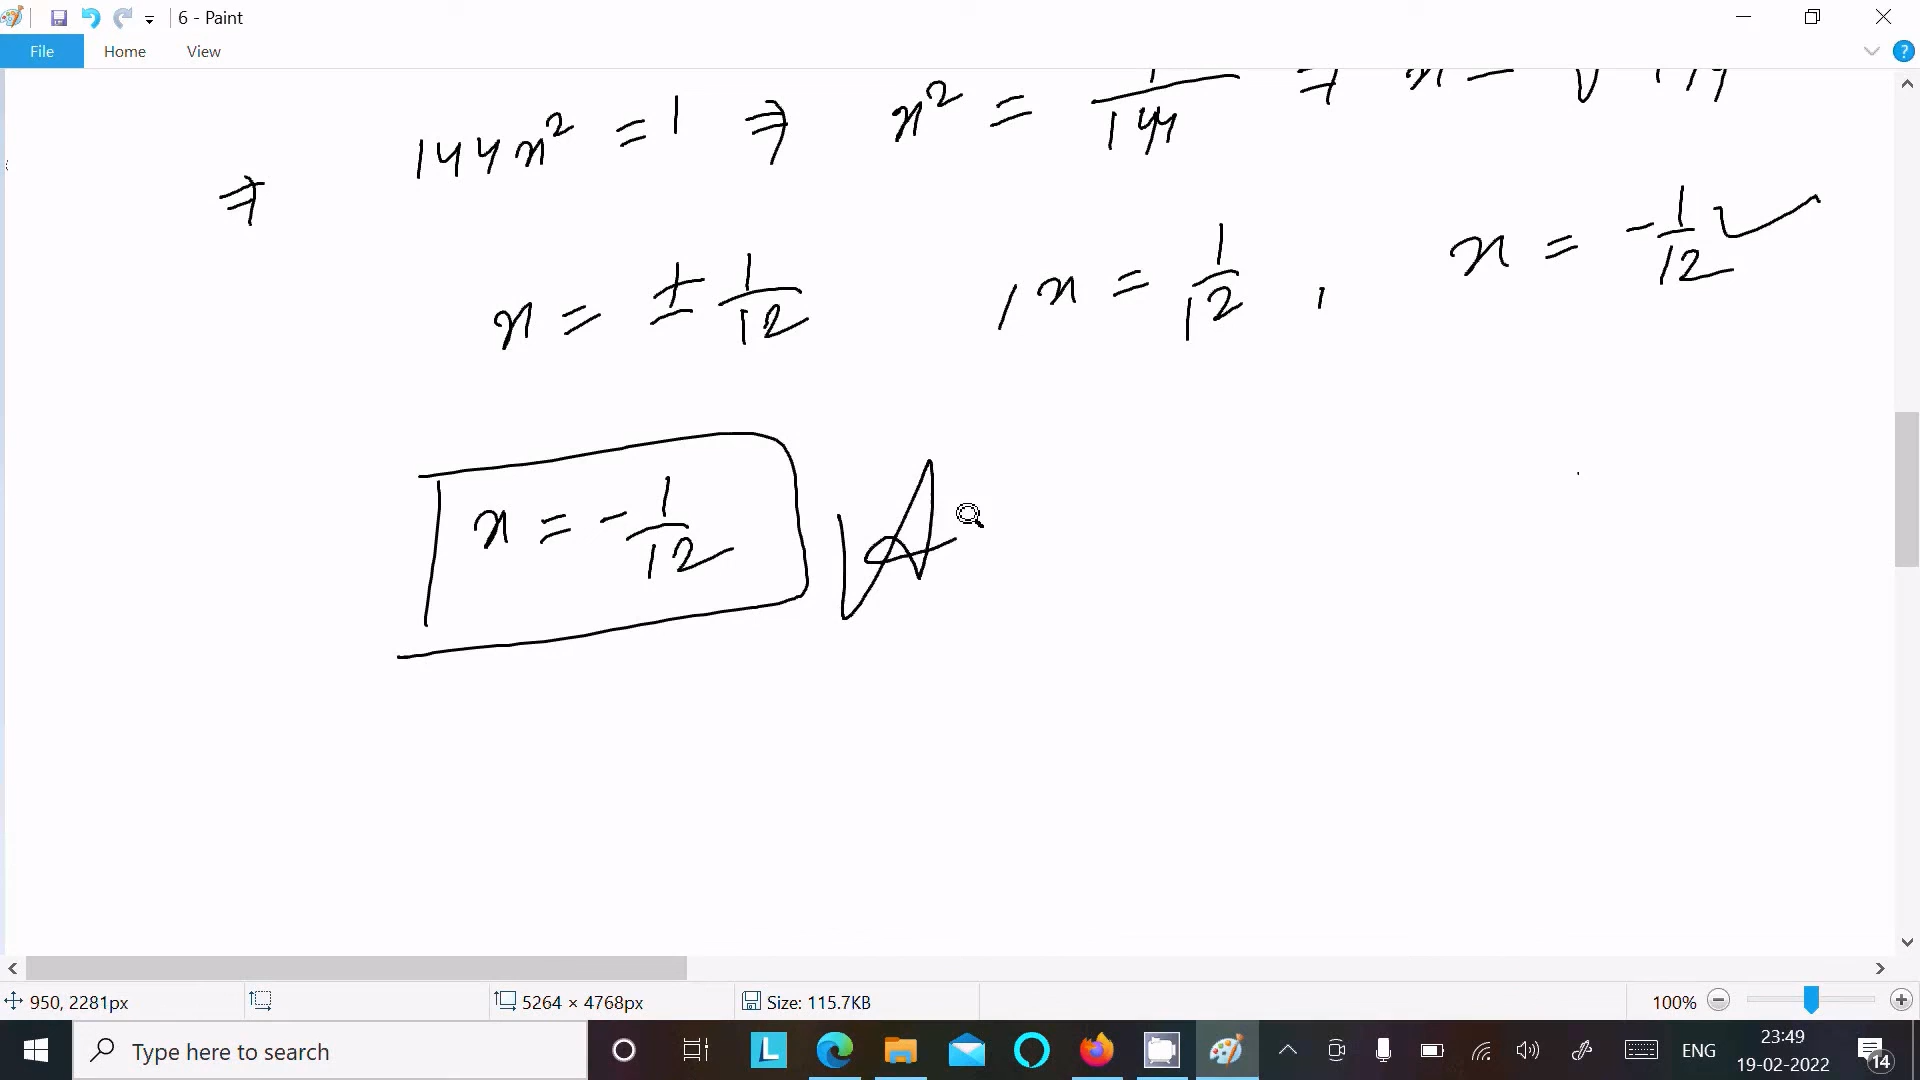 6 - Paint
File Home View
144x² = 1 ⇒ x² = 1/144 ⇒ x =
⇒
x = ± 1/12 , x = 1/12 , x = -1/12
x = -1/12
950, 2281px 5264 × 4768px Size: 115.7KB 100%
Type here to search ENG 23:49
19-02-2022 14